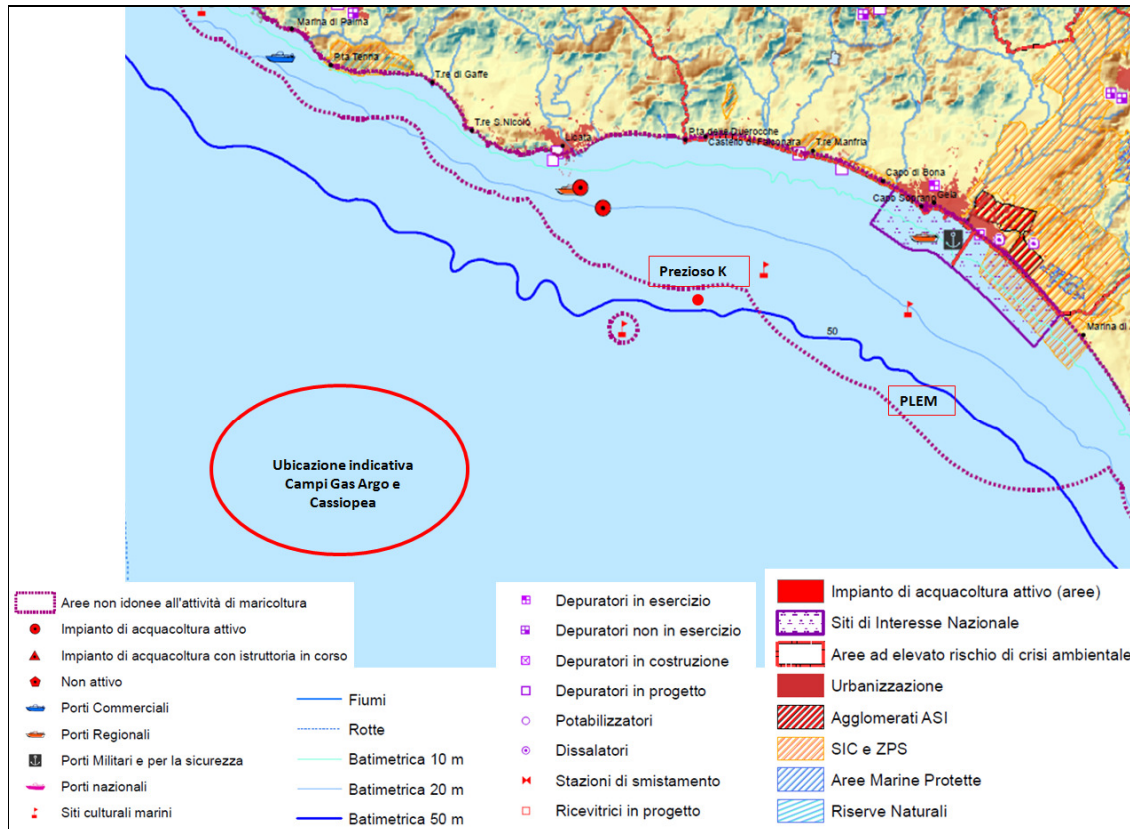 Marina di Palma
P.ta Tenna
T.re di Gaffe
T.re S.Nicolò
Licata
P.ta delle Querocche
Castello di Falconara
T.re Manfria
Capo di Bona
Capo Soprano
Gela
Marina di
Prezioso K
50
PLEM
Ubicazione indicativa
Campi Gas Argo e
Cassiopea
Aree non idonee all'attività di maricoltura
Impianto di acquacoltura attivo
Impianto di acquacoltura con istruttoria in corso
Non attivo
Porti Commerciali
Porti Regionali
Porti Militari e per la sicurezza
Porti nazionali
Siti culturali marini
Fiumi
Rotte
Batimetrica 10 m
Batimetrica 20 m
Batimetrica 50 m
Depuratori in esercizio
Depuratori non in esercizio
Depuratori in costruzione
Depuratori in progetto
Potabilizzatori
Dissalatori
Stazioni di smistamento
Ricevitrici in progetto
Impianto di acquacoltura attivo (aree)
Siti di Interesse Nazionale
Aree ad elevato rischio di crisi ambientale
Urbanizzazione
Agglomerati ASI
SIC e ZPS
Aree Marine Protette
Riserve Naturali